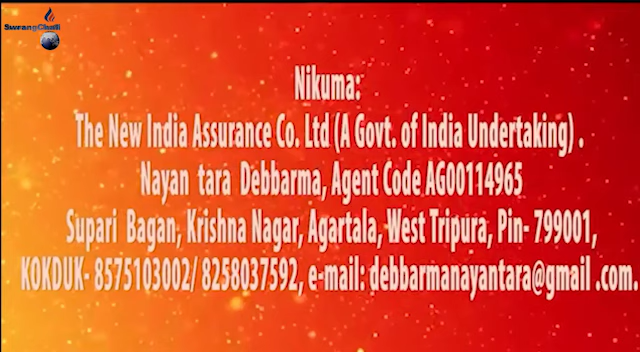 SwrangChati
Nikuma:
The New India Assurance Co. Ltd (A Govt. of India Undertaking) .
Nayan tara Debbarma, Agent Code AG00114965
Supari Bagan, Krishna Nagar, Agartala, West Tripura, Pin- 799001,
KOKDUK- 8575103002/ 8258037592, e-mail: debbarmanayantara@gmail .com.